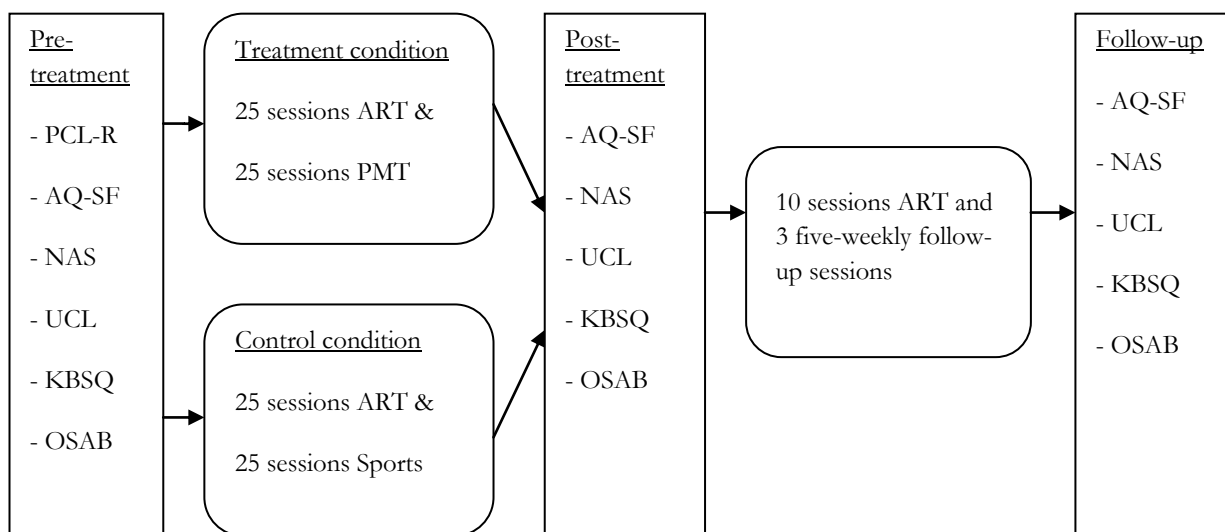 Pre-
treatment
- PCL-R
- AQ-SF
- NAS
- UCL
- KBSQ
- OSAB
Treatment condition
25 sessions ART &
25 sessions PMT
Control condition
25 sessions ART &
25 sessions Sports
Post-
treatment
- AQ-SF
- NAS
- UCL
- KBSQ
- OSAB
10 sessions ART and
3 five-weekly follow-
up sessions
Follow-up
- AQ-SF
- NAS
- UCL
- KBSQ
- OSAB